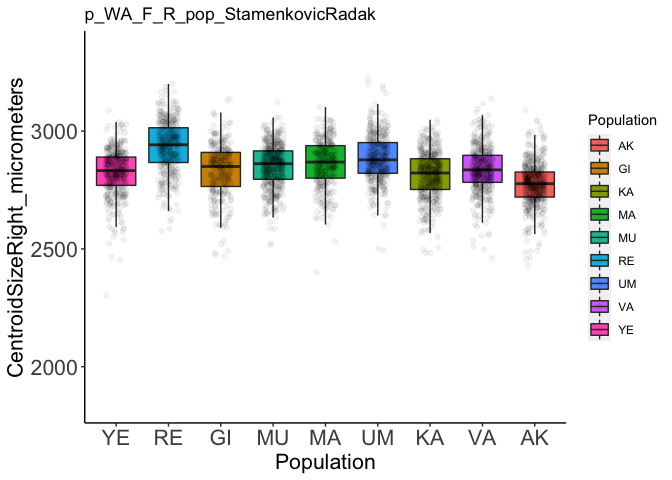 p_WA_F_R_pop_StamenkovicRadak
CentroidSizeRight_micrometers
3000
2500
2000
YE RE GI MU MA UM KA VA AK
Population
Population
AK
GI
KA
MA
MU
RE
UM
VA
YE